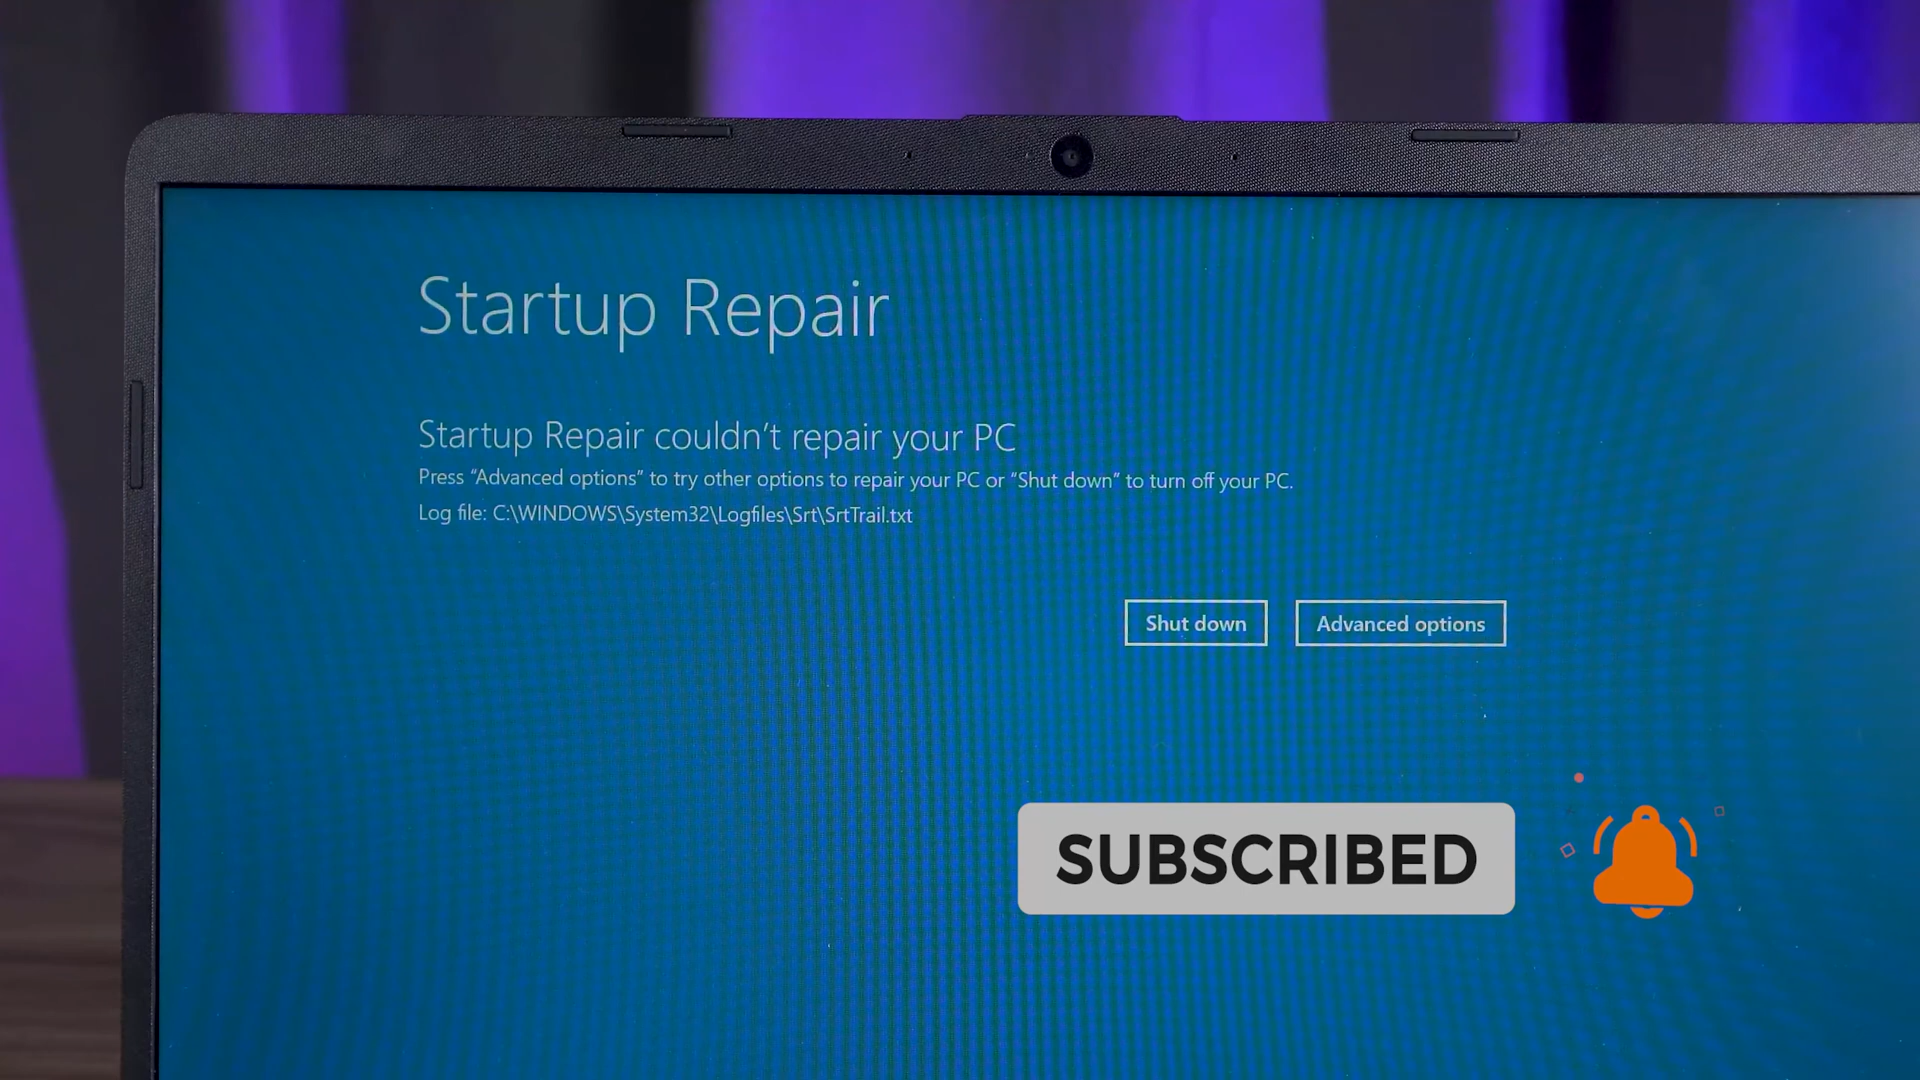 Startup Repair
Startup Repair couldn’t repair your PC
Press “Advanced options” to try other options to repair your PC or “Shut down” to turn off your PC.
Log file: C:\WINDOWS\System32\Logfiles\Srt\SrtTrail.txt
Shut down
Advanced options
SUBSCRIBED